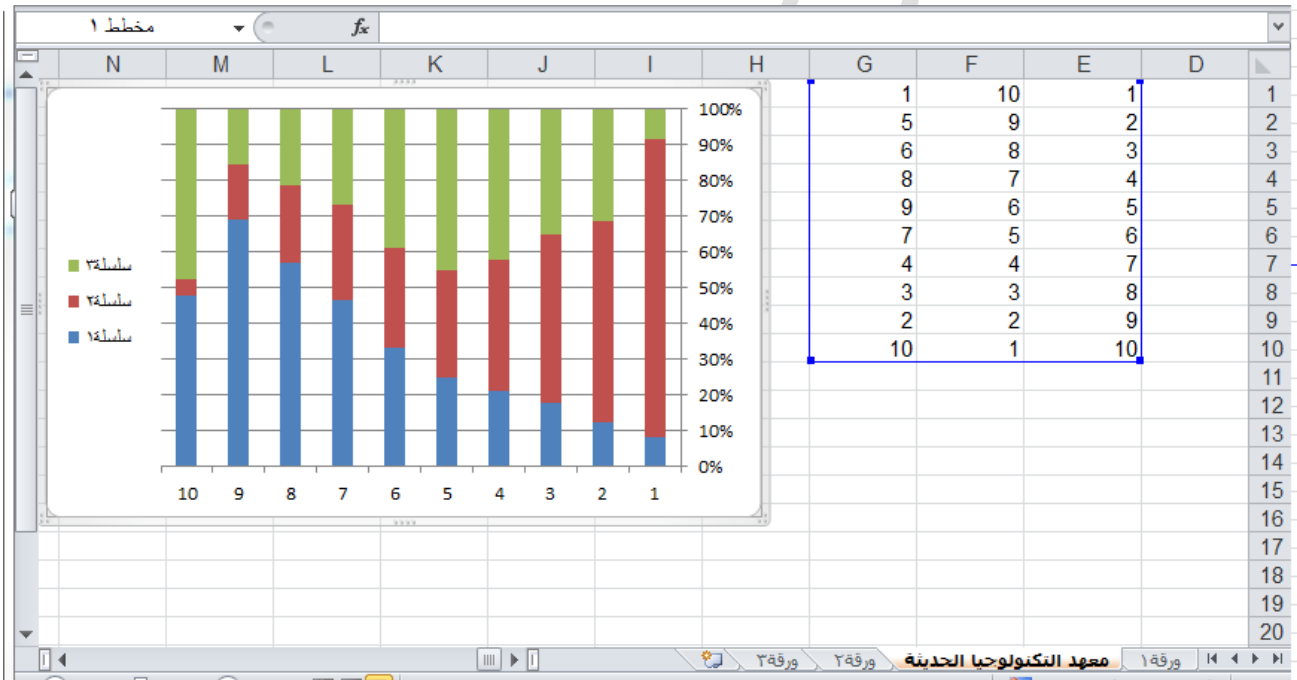 مخطط ١ fx
D E F G H I J K L M N
1 1 10 1
2 2 9 5
3 3 8 6
4 4 7 8
5 5 6 9
6 6 5 7
7 7 4 4
8 8 3 3
9 9 2 2
10 10 1 10
11
12
13
14
15
16
17
18
19
20
100%
90%
80%
70%
60%
50%
40%
30%
20%
10%
0%
1 2 3 4 5 6 7 8 9 10
سلسلة٣
سلسلة٢
سلسلة١
ورقة١ معهد التكنولوجيا الحديثة ورقة٢ ورقة٣